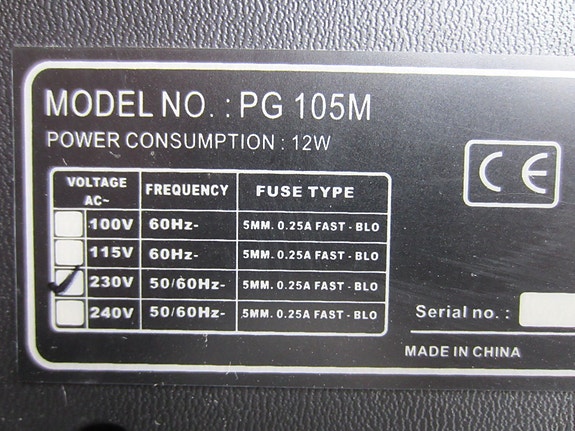 MODEL NO. : PG 105M
POWER CONSUMPTION : 12W
CE
VOLTAGE AC~ FREQUENCY FUSE TYPE
100V 60Hz- 5MM. 0.25A FAST - BLO
115V 60Hz- 5MM. 0.25A FAST - BLO
230V 50/60Hz- 5MM. 0.25A FAST - BLO
240V 50/60Hz- 5MM. 0.25A FAST - BLO
Serial no. :
MADE IN CHINA